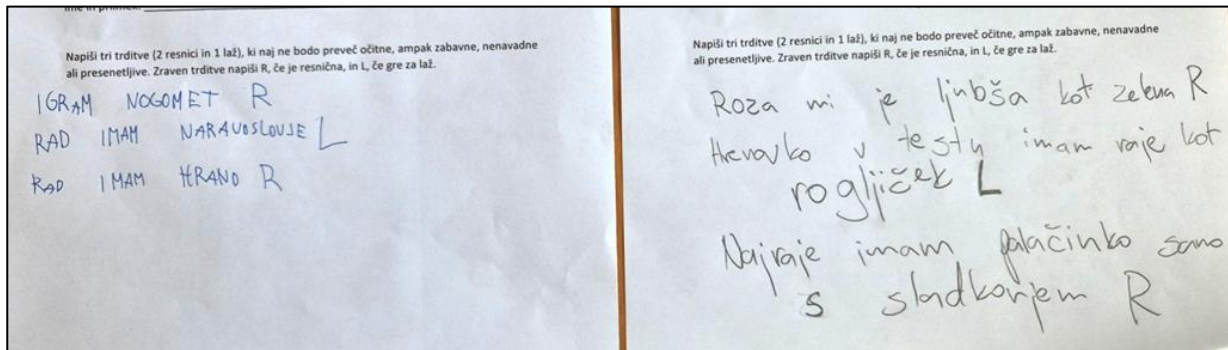 Ime in priimek:
Napiši tri trditve (2 resnici in 1 laž), ki naj ne bodo preveč očitne, ampak zabavne, nenavadne
ali presenetljive. Zraven trditve napiši R, če je resnična, in L, če gre za laž.
IGRAM NOGOMET R
RAD IMAM NARAVOSLOVJE L
RAD IMAM HRANO R
Napiši tri trditve (2 resnici in 1 laž), ki naj ne bodo preveč očitne, ampak zabavne, nenavadne
ali presenetljive. Zraven trditve napiši R, če je resnična, in L, če gre za laž.
Roza mi je ljubša kot zelena R
Hrenovko v testu imam raje kot
rogljiček L
Najraje imam palačinko samo
s sladkorjem R